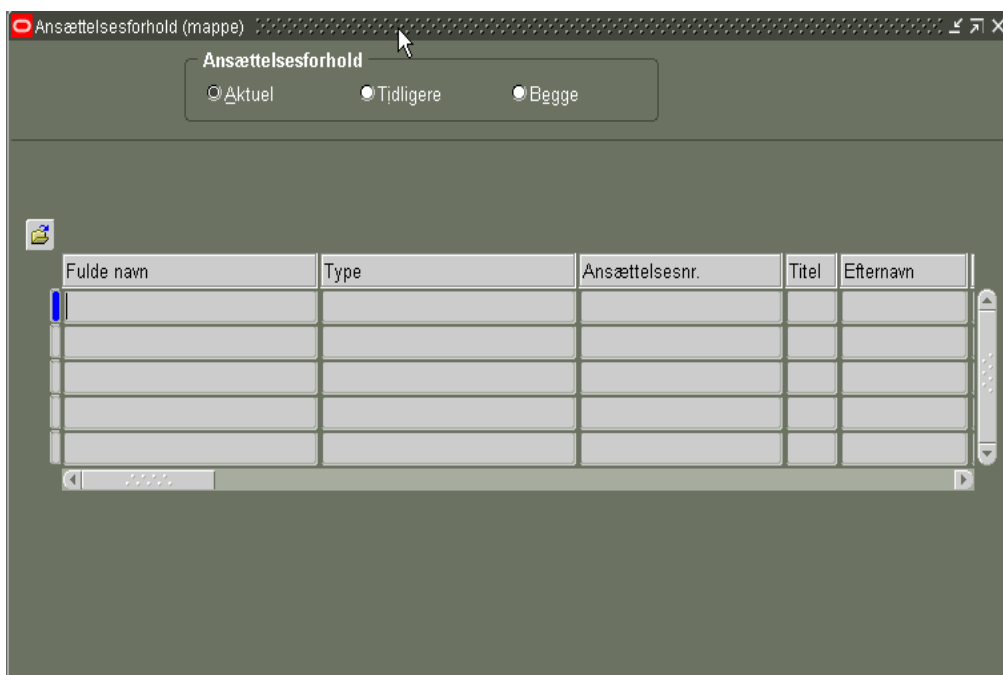 Ansættelsesforhold (mappe)
Ansættelsesforhold
Aktuel Tidligere Begge
Fulde navn Type Ansættelsesnr. Titel Efternavn